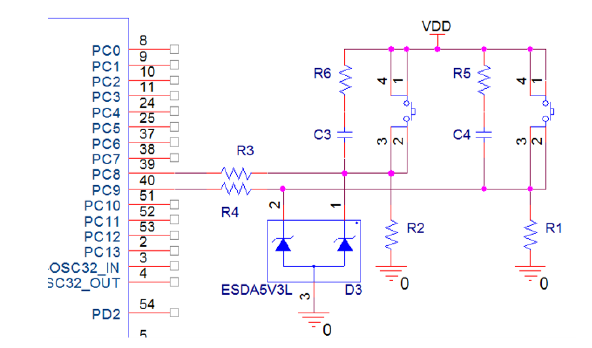 VDD
PC0 8
PC1 9
PC2 10
PC3 11
PC4 24
PC5 25
PC6 37
PC7 38
PC8 39
PC9 40
PC10 51
PC11 52
PC12 53
PC13 2
OSC32_IN 3
SC32_OUT 4
PD2 54
5
R6
4 1
R5
4 1
C3
3 2
C4
3 2
R3
R4
2 1
R2
R1
0
0
ESDA5V3L 3 D3
0